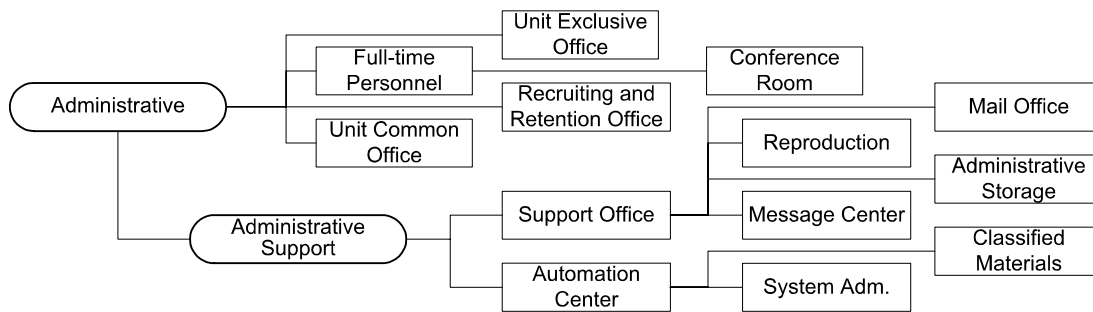 Unit Exclusive
Office
Full-time
Personnel
Conference
Room
Administrative
Recruiting and
Retention Office
Mail Office
Unit Common
Office
Reproduction
Administrative
Storage
Administrative
Support
Support Office
Message Center
Classified
Materials
Automation
Center
System Adm.